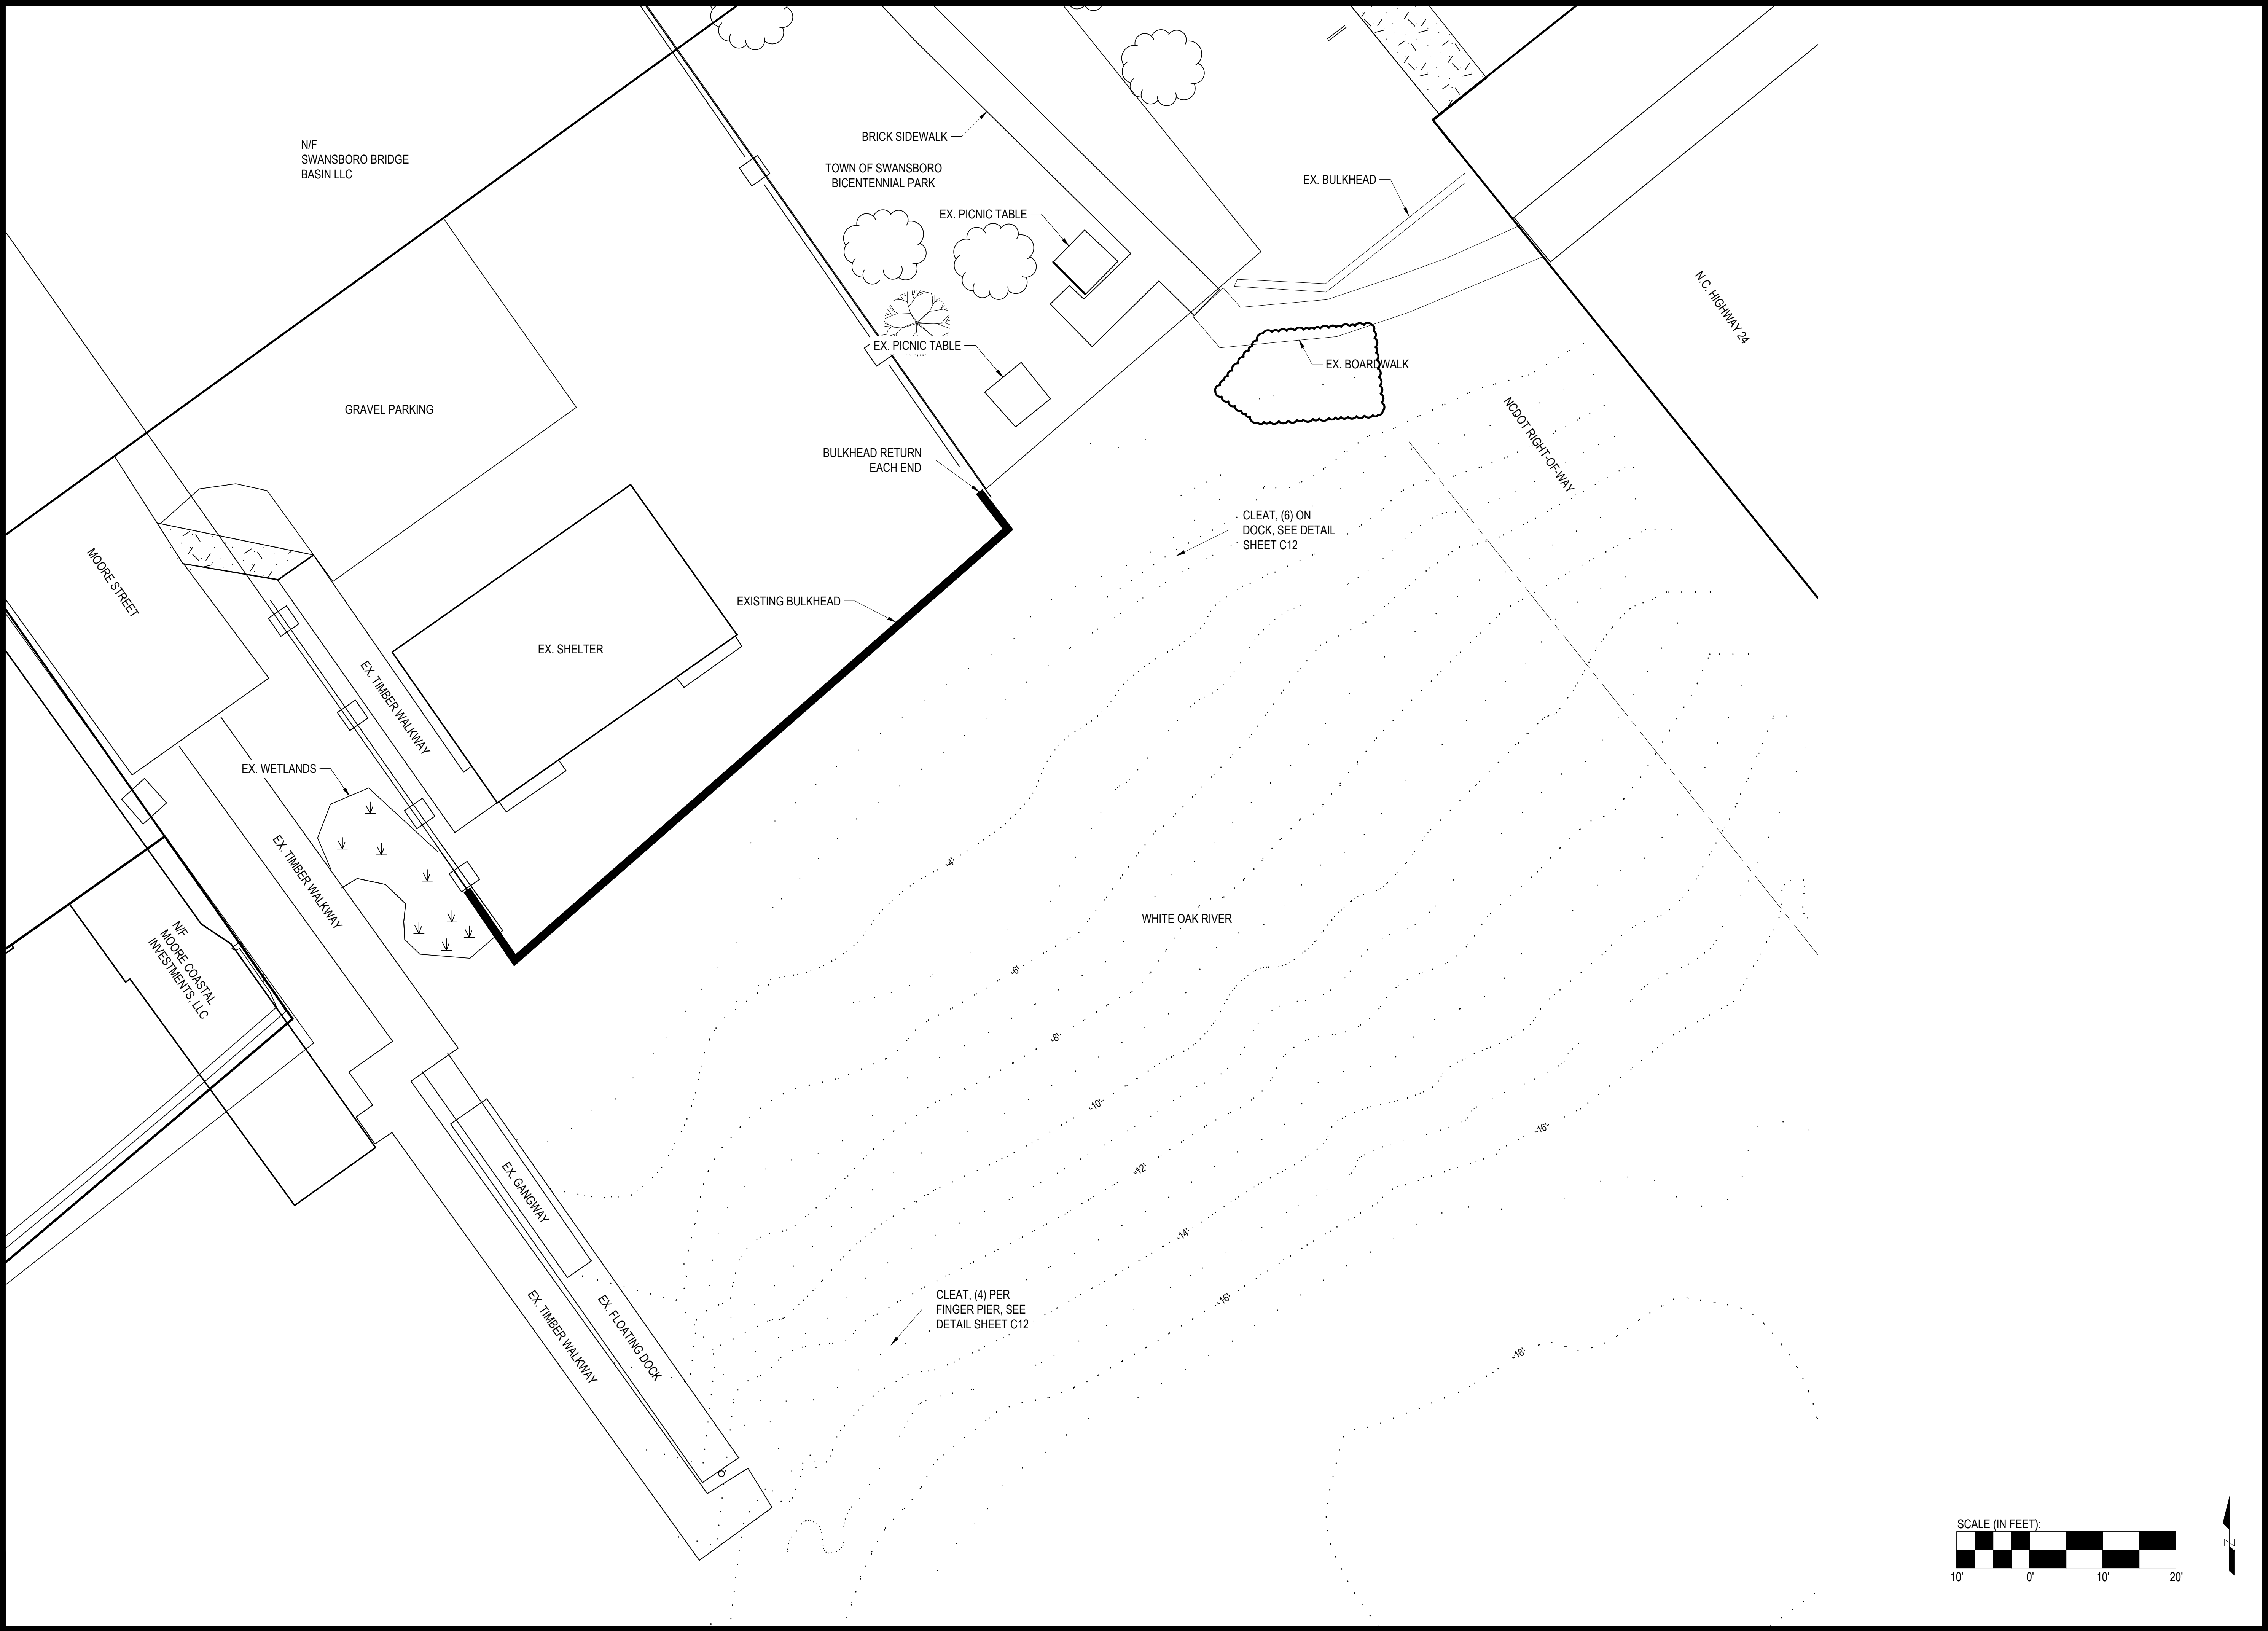 N/F
SWANSBORO BRIDGE
BASIN LLC
BRICK SIDEWALK
TOWN OF SWANSBORO
BICENTENNIAL PARK
EX. PICNIC TABLE
EX. BULKHEAD
N.C. HIGHWAY 24
EX. PICNIC TABLE
EX. BOARDWALK
NCDOT RIGHT-OF-WAY
GRAVEL PARKING
BULKHEAD RETURN
EACH END
CLEAT, (6) ON
DOCK, SEE DETAIL
SHEET C12
MOORE STREET
EXISTING BULKHEAD
EX. SHELTER
EX. TIMBER WALKWAY
EX. WETLANDS
EX. TIMBER WALKWAY
-4'
WHITE OAK RIVER
N/F
MOORE COASTAL
INVESTMENTS, LLC
-6'
-8'
-10'
-12'
-16'
-14'
EX. GANGWAY
-16'
CLEAT, (4) PER
FINGER PIER, SEE
DETAIL SHEET C12
EX. FLOATING DOCK
EX. TIMBER WALKWAY
-18'
SCALE (IN FEET):
10' 0' 10' 20'
N